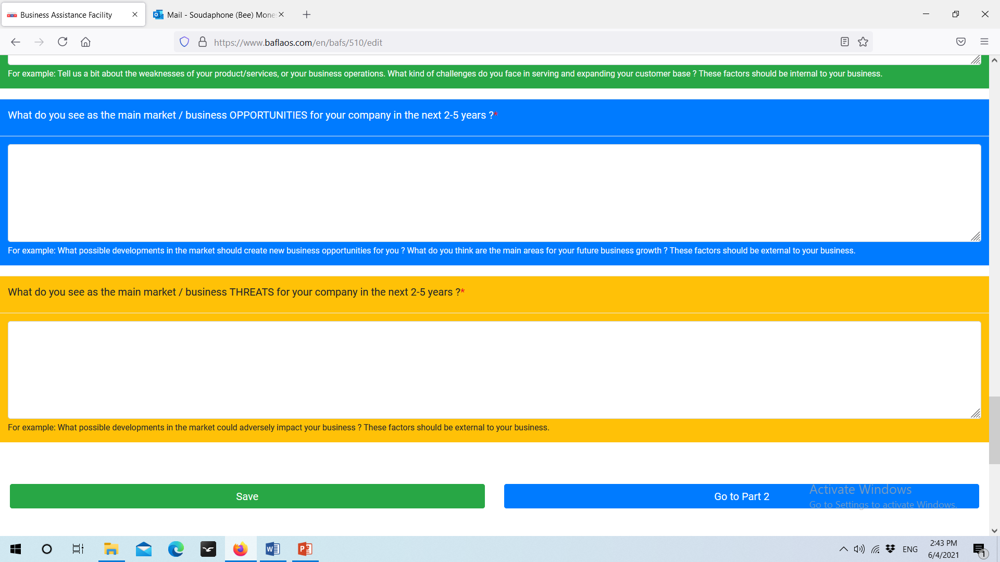 Business Assistance Facility
Mail - Soudaphone (Bee) Mone
https://www.baflaos.com/en/bafs/510/edit
For example: Tell us a bit about the weaknesses of your product/services, or your business operations. What kind of challenges do you face in serving and expanding your customer base ? These factors should be internal to your business.
What do you see as the main market / business OPPORTUNITIES for your company in the next 2-5 years ?*
For example: What possible developments in the market should create new business opportunities for you ? What do you think are the main areas for your future business growth ? These factors should be external to your business.
What do you see as the main market / business THREATS for your company in the next 2-5 years ?*
For example: What possible developments in the market could adversely impact your business ? These factors should be external to your business.
Save
Go to Part 2
Activate Windows
Go to Settings to activate Windows.
ENG
2:43 PM
6/4/2021
1